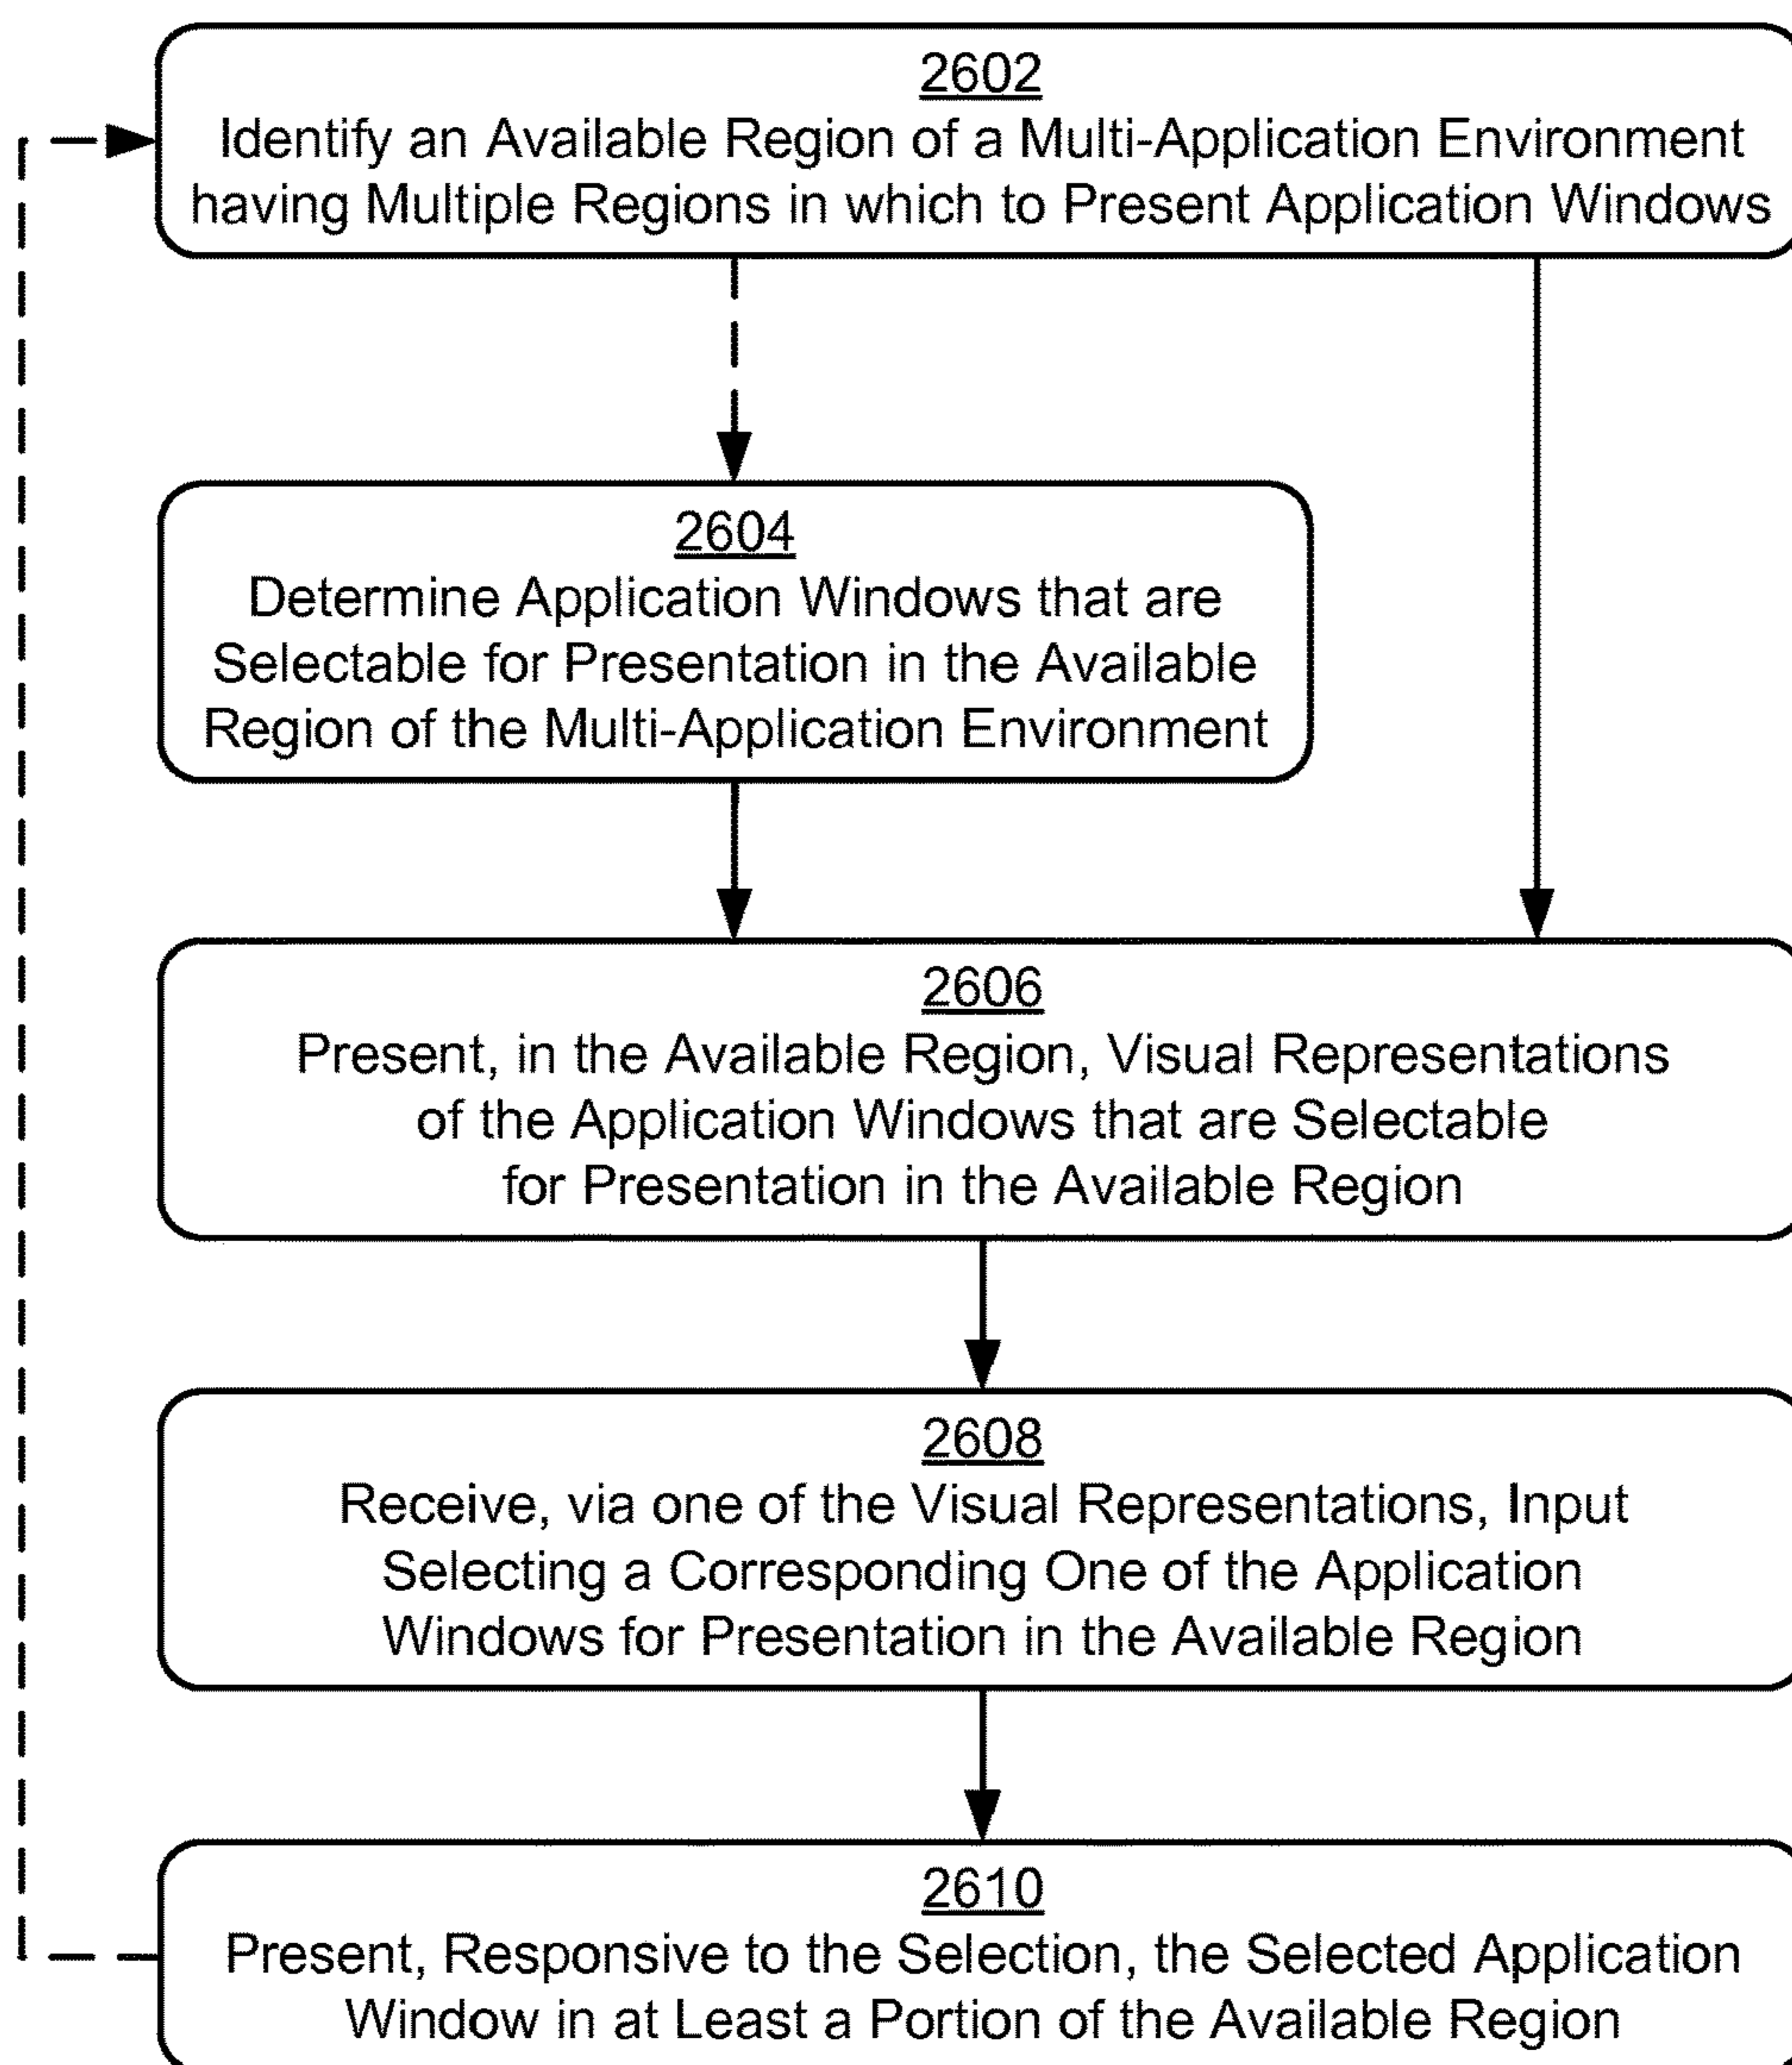 2602
Identify an Available Region of a Multi-Application Environment
having Multiple Regions in which to Present Application Windows
2604
Determine Application Windows that are
Selectable for Presentation in the Available
Region of the Multi-Application Environment
2606
Present, in the Available Region, Visual Representations
of the Application Windows that are Selectable
for Presentation in the Available Region
2608
Receive, via one of the Visual Representations, Input
Selecting a Corresponding One of the Application
Windows for Presentation in the Available Region
2610
Present, Responsive to the Selection, the Selected Application
Window in at Least a Portion of the Available Region